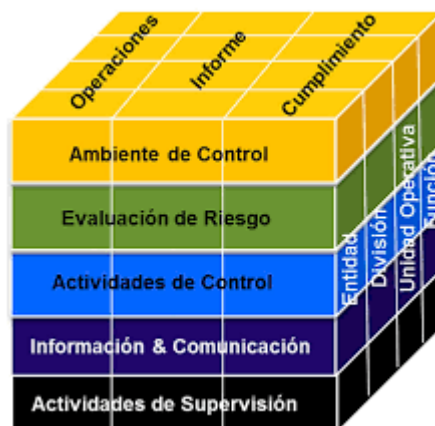 Operaciones
Informe
Cumplimiento
Ambiente de Control
Evaluación de Riesgo
Actividades de Control
Información & Comunicación
Actividades de Supervisión
Entidad
División
Unidad Operativa
Función